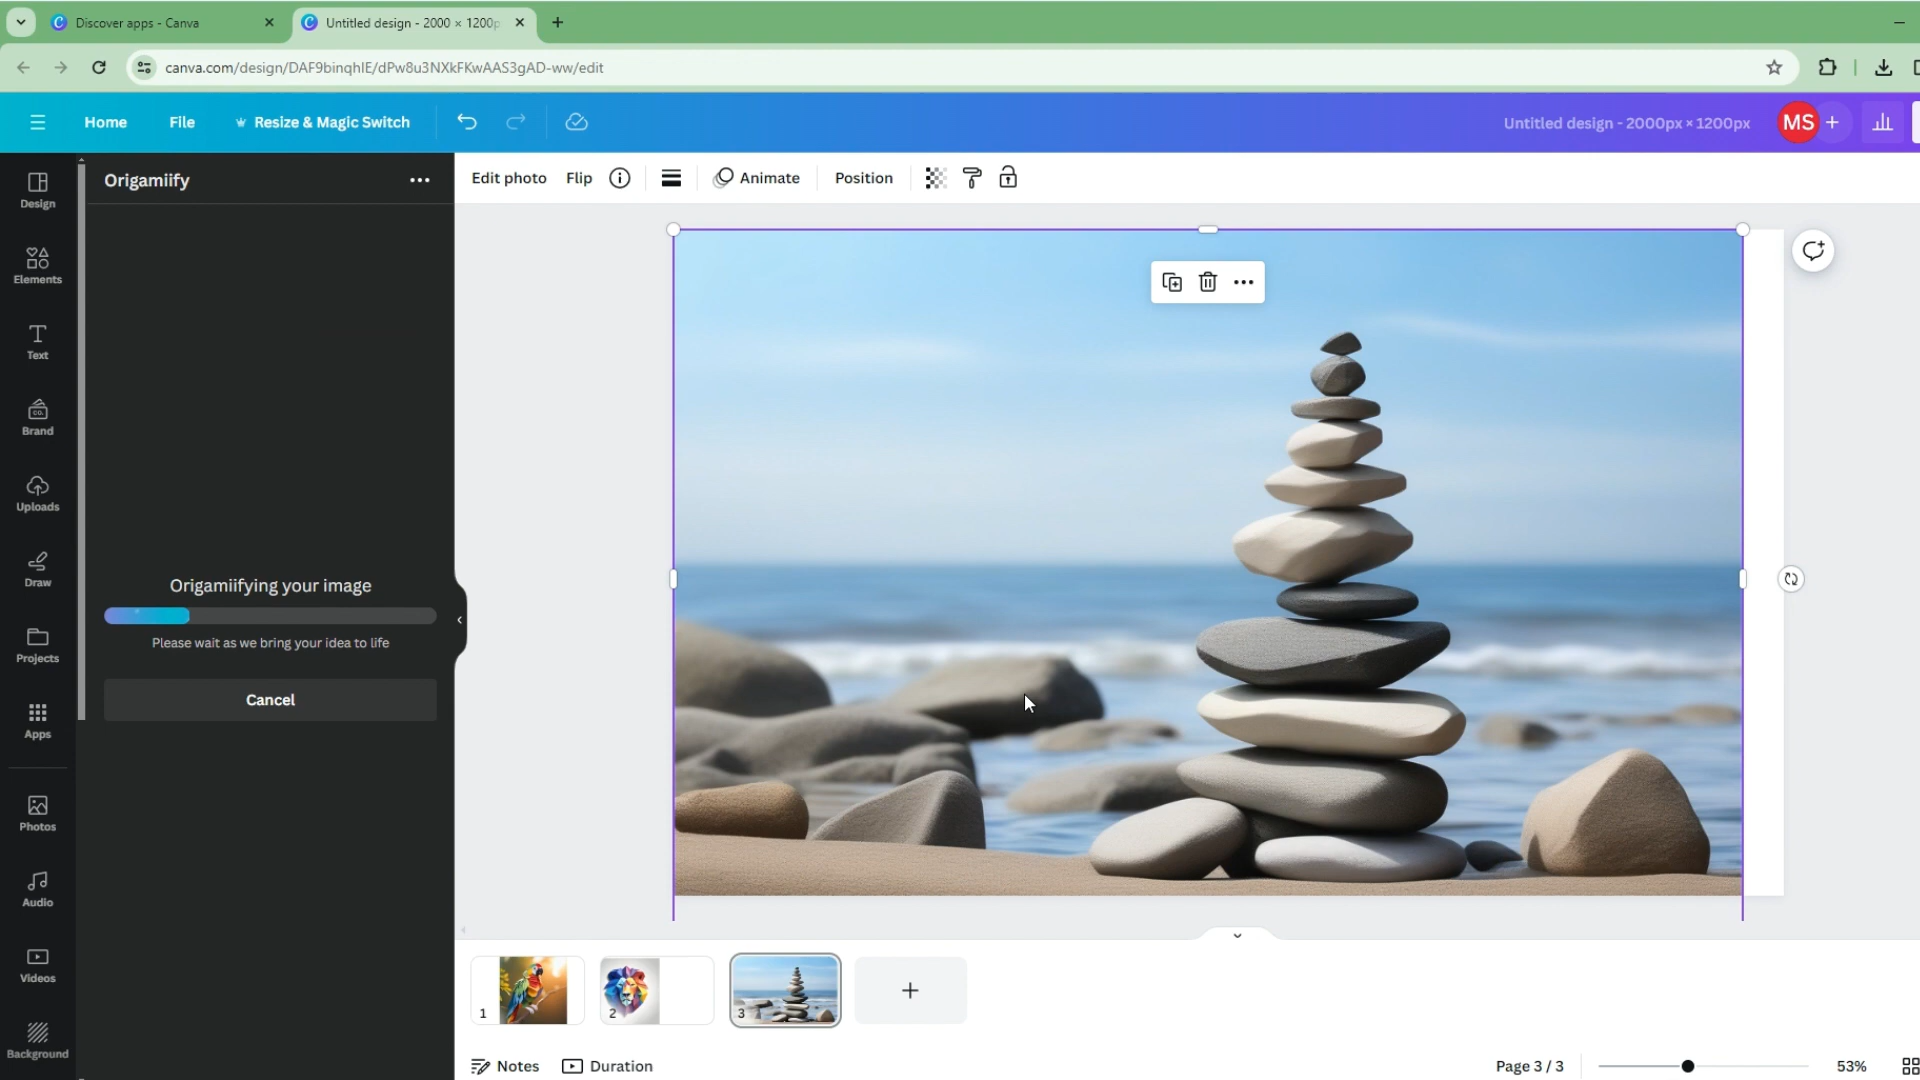 Discover apps - Canva
Untitled design - 2000 × 1200p
canva.com/design/DAF9binqhIE/dPw8u3NXkFKwAAS3gAD-ww/edit
Home
File
Resize & Magic Switch
Untitled design - 2000px × 1200px
MS
Origamiify
Edit photo
Flip
Animate
Position
Design
Elements
Text
Brand
Uploads
Draw
Projects
Apps
Photos
Audio
Videos
Background
Origamiifying your image
Please wait as we bring your idea to life
Cancel
1
2
3
Notes
Duration
Page 3 / 3
53%